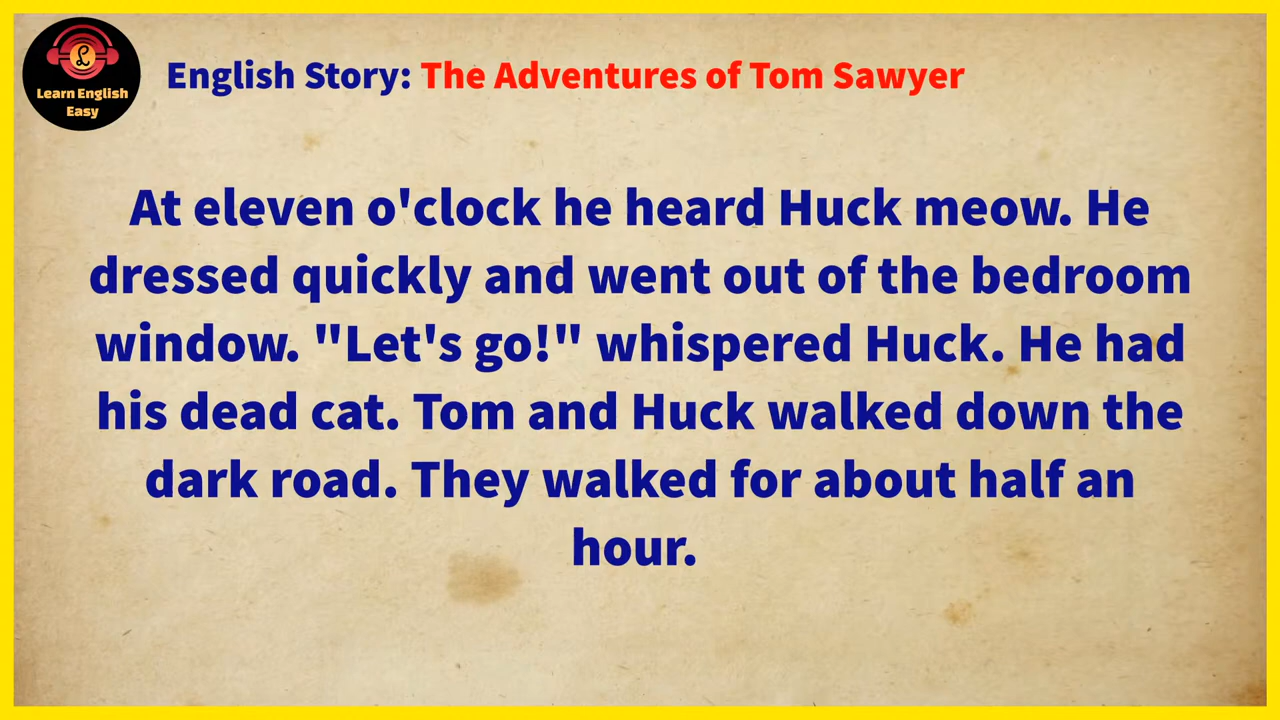 Learn English
Easy
English Story: The Adventures of Tom Sawyer
At eleven o'clock he heard Huck meow. He
dressed quickly and went out of the bedroom
window. "Let's go!" whispered Huck. He had
his dead cat. Tom and Huck walked down the
dark road. They walked for about half an
hour.